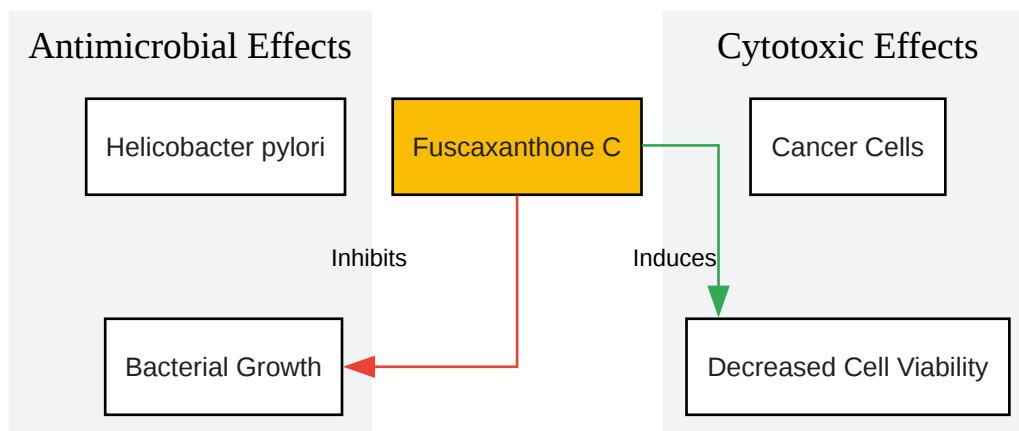 Antimicrobial Effects
Cytotoxic Effects
Helicobacter pylori
Fuscaxanthone C
Cancer Cells
Inhibits
Induces
Bacterial Growth
Decreased Cell Viability